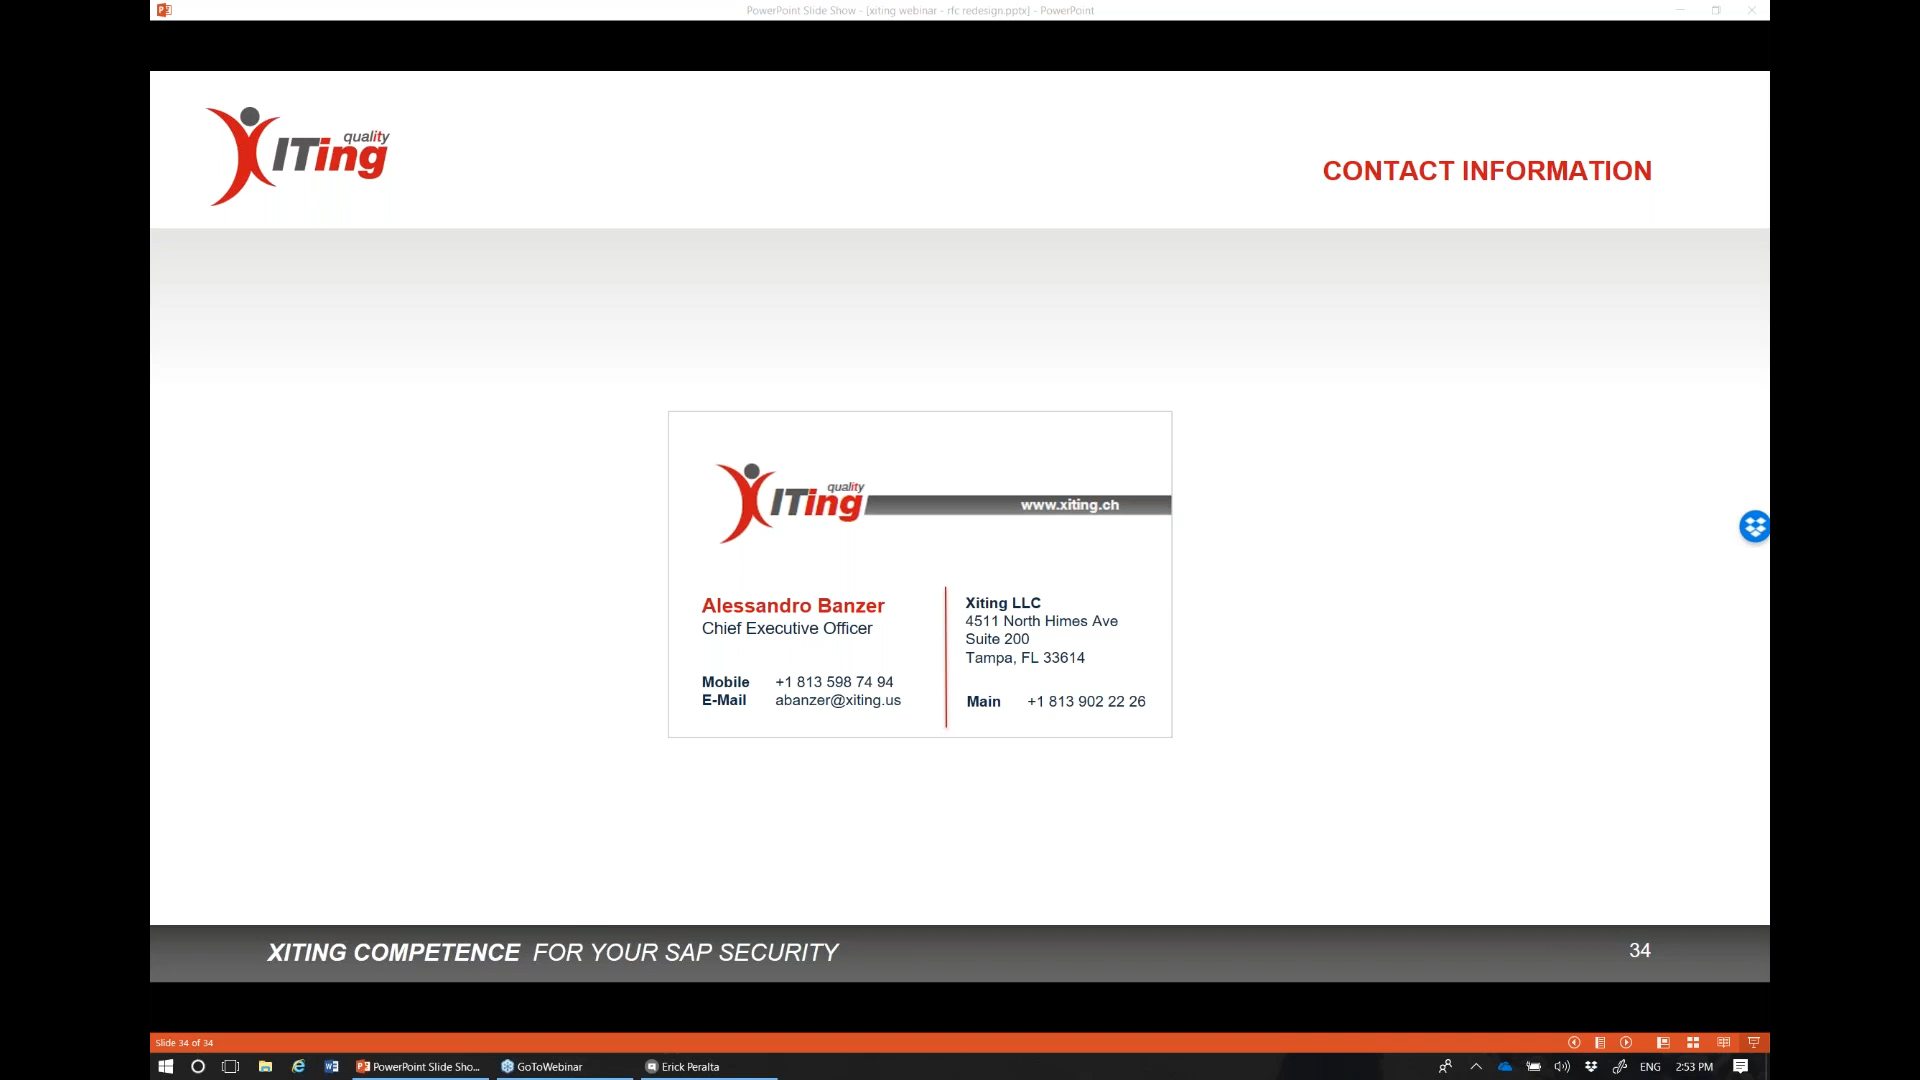 PowerPoint Slide Show - [xiting webinar - rfc redesign.pptx] - PowerPoint
quality
XITing
CONTACT INFORMATION
quality
XITing
www.xiting.ch
Alessandro Banzer
Chief Executive Officer
Mobile +1 813 598 74 94
E-Mail abanzer@xiting.us
Xiting LLC
4511 North Himes Ave
Suite 200
Tampa, FL 33614
Main +1 813 902 22 26
XITING COMPETENCE FOR YOUR SAP SECURITY
34
Slide 34 of 34
PowerPoint Slide Sho... GoToWebinar Erick Peralta ENG 2:53 PM